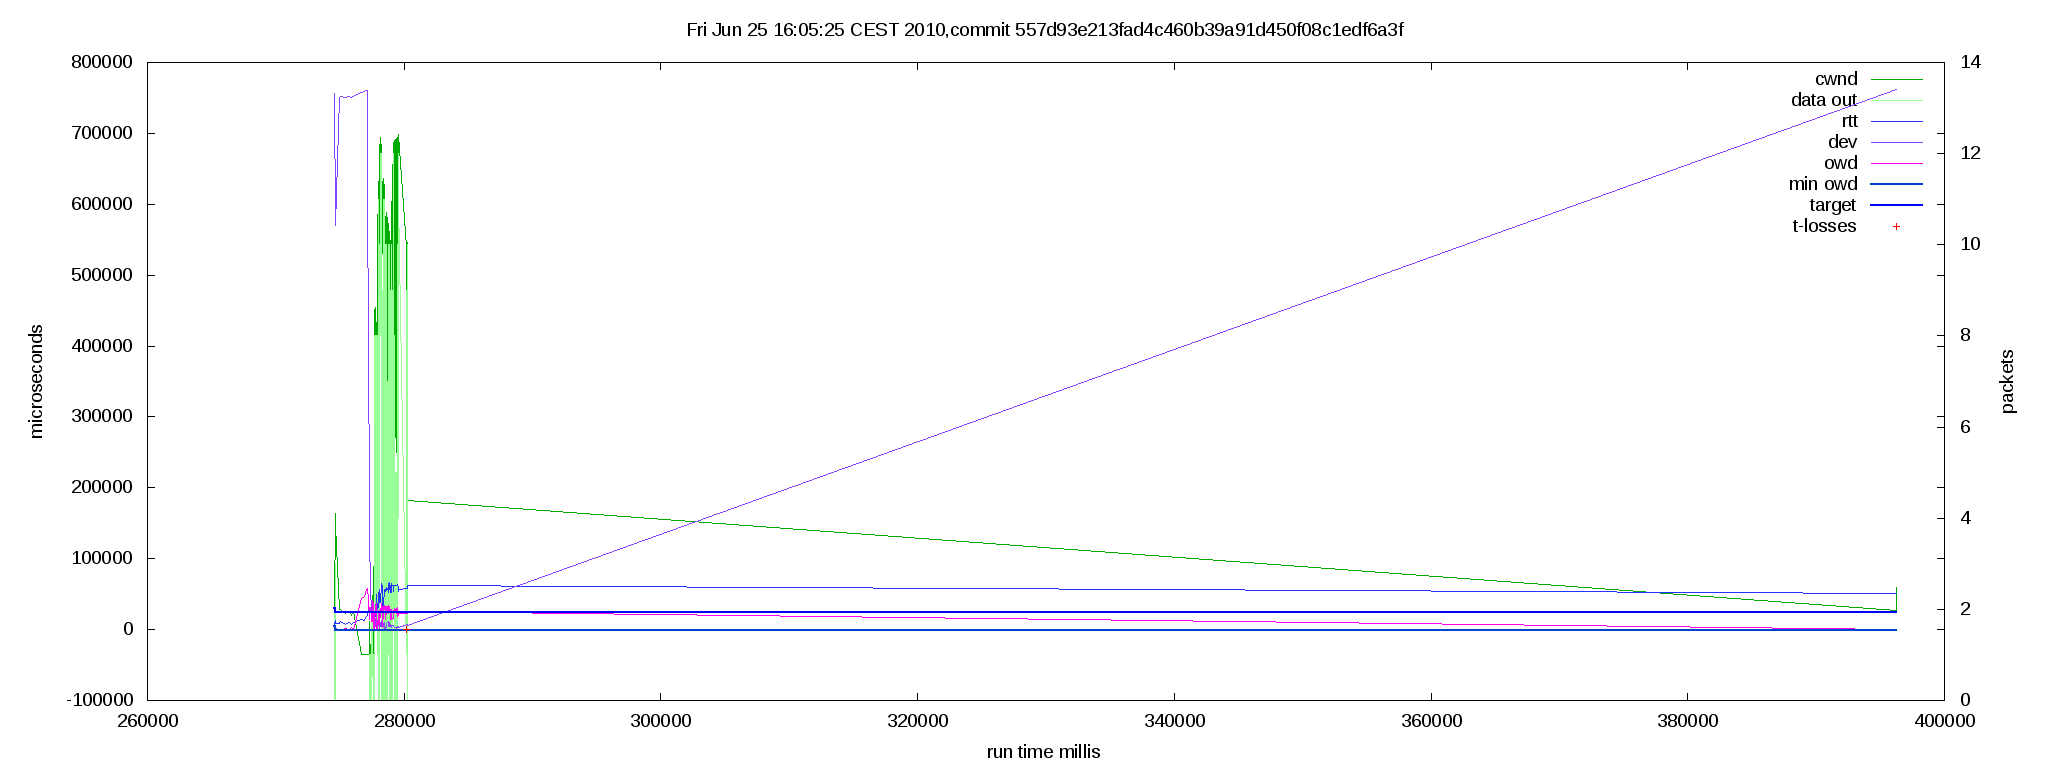 Fri Jun 25 16:05:25 CEST 2010,commit 557d93e213fad4c460b39a91d450f08c1edf6a3f
800000
700000
600000
500000
400000
300000
200000
100000
0
-100000
microseconds
14
12
10
8
6
4
2
0
packets
cwnd
data out
rtt
dev
owd
min owd
target
t-losses
260000 280000 300000 320000 340000 360000 380000 400000
run time millis